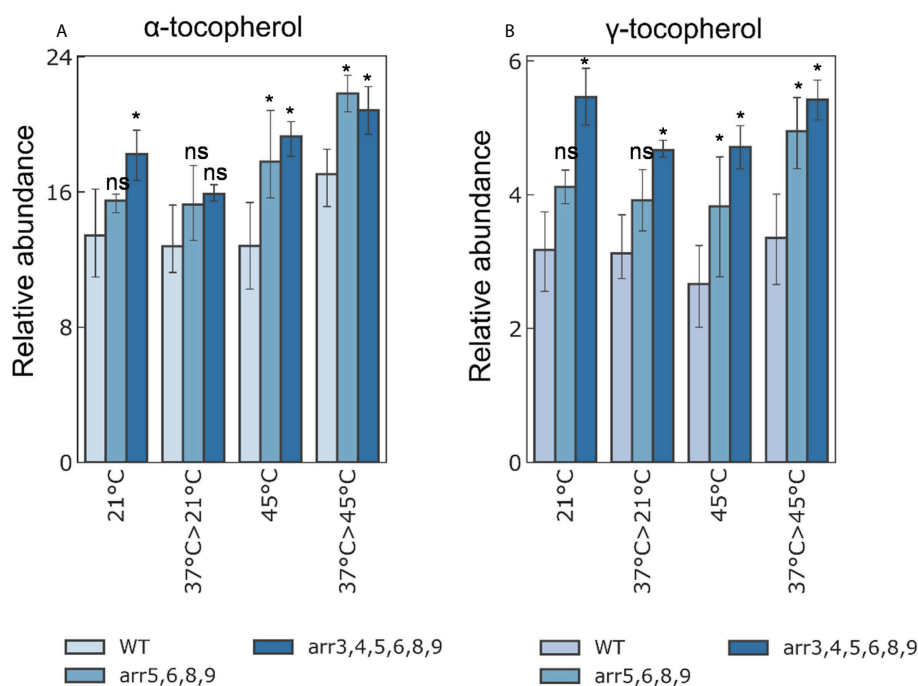 A
α-tocopherol
24
16
8
0
Relative abundance
ns
*
ns
ns
*
*
*
*
21°C
37°C>21°C
45°C
37°C>45°C
WT
arr3,4,5,6,8,9
arr5,6,8,9
B
γ-tocopherol
6
4
2
0
Relative abundance
ns
*
ns
*
*
*
*
*
21°C
37°C>21°C
45°C
37°C>45°C
WT
arr3,4,5,6,8,9
arr5,6,8,9